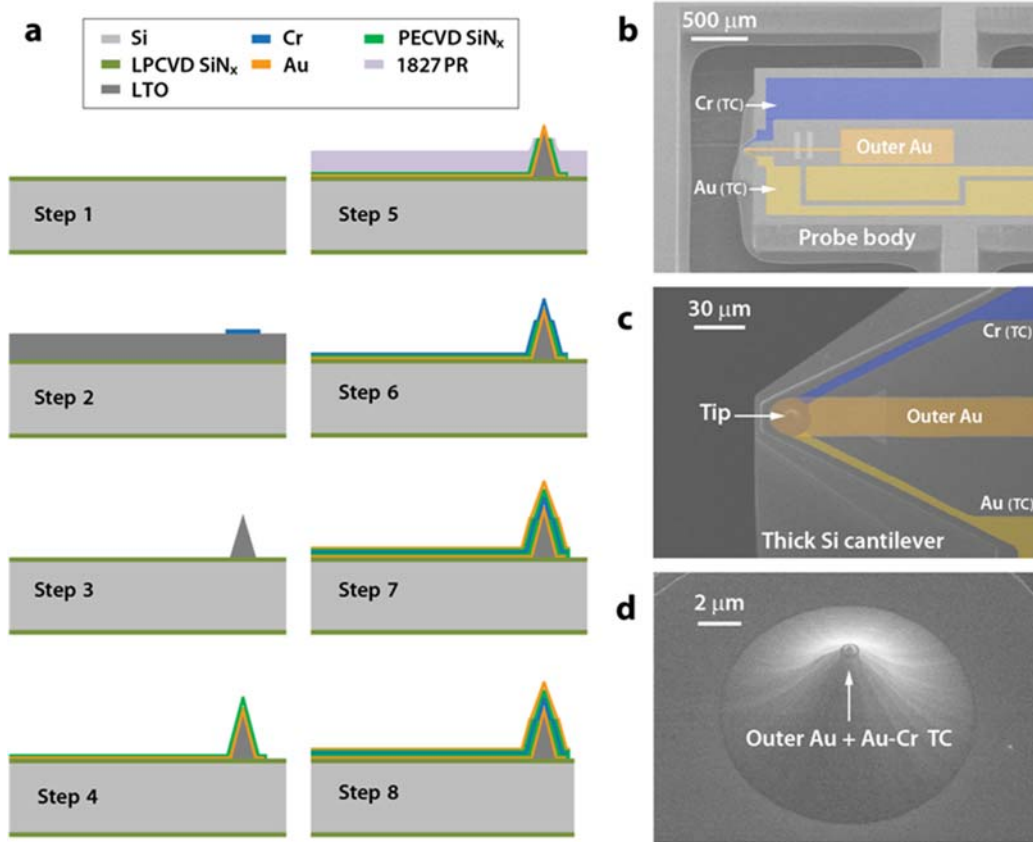 a
Si
Cr
PECVD SiNx
LPCVD SiNx
Au
1827 PR
LTO
Step 1
Step 5
Step 2
Step 6
Step 3
Step 7
Step 4
Step 8
b
500 μm
Cr (TC)
Outer Au
Au (TC)
Probe body
c
30 μm
Cr (TC)
Tip
Outer Au
Au (TC)
Thick Si cantilever
d
2 μm
Outer Au + Au-Cr TC